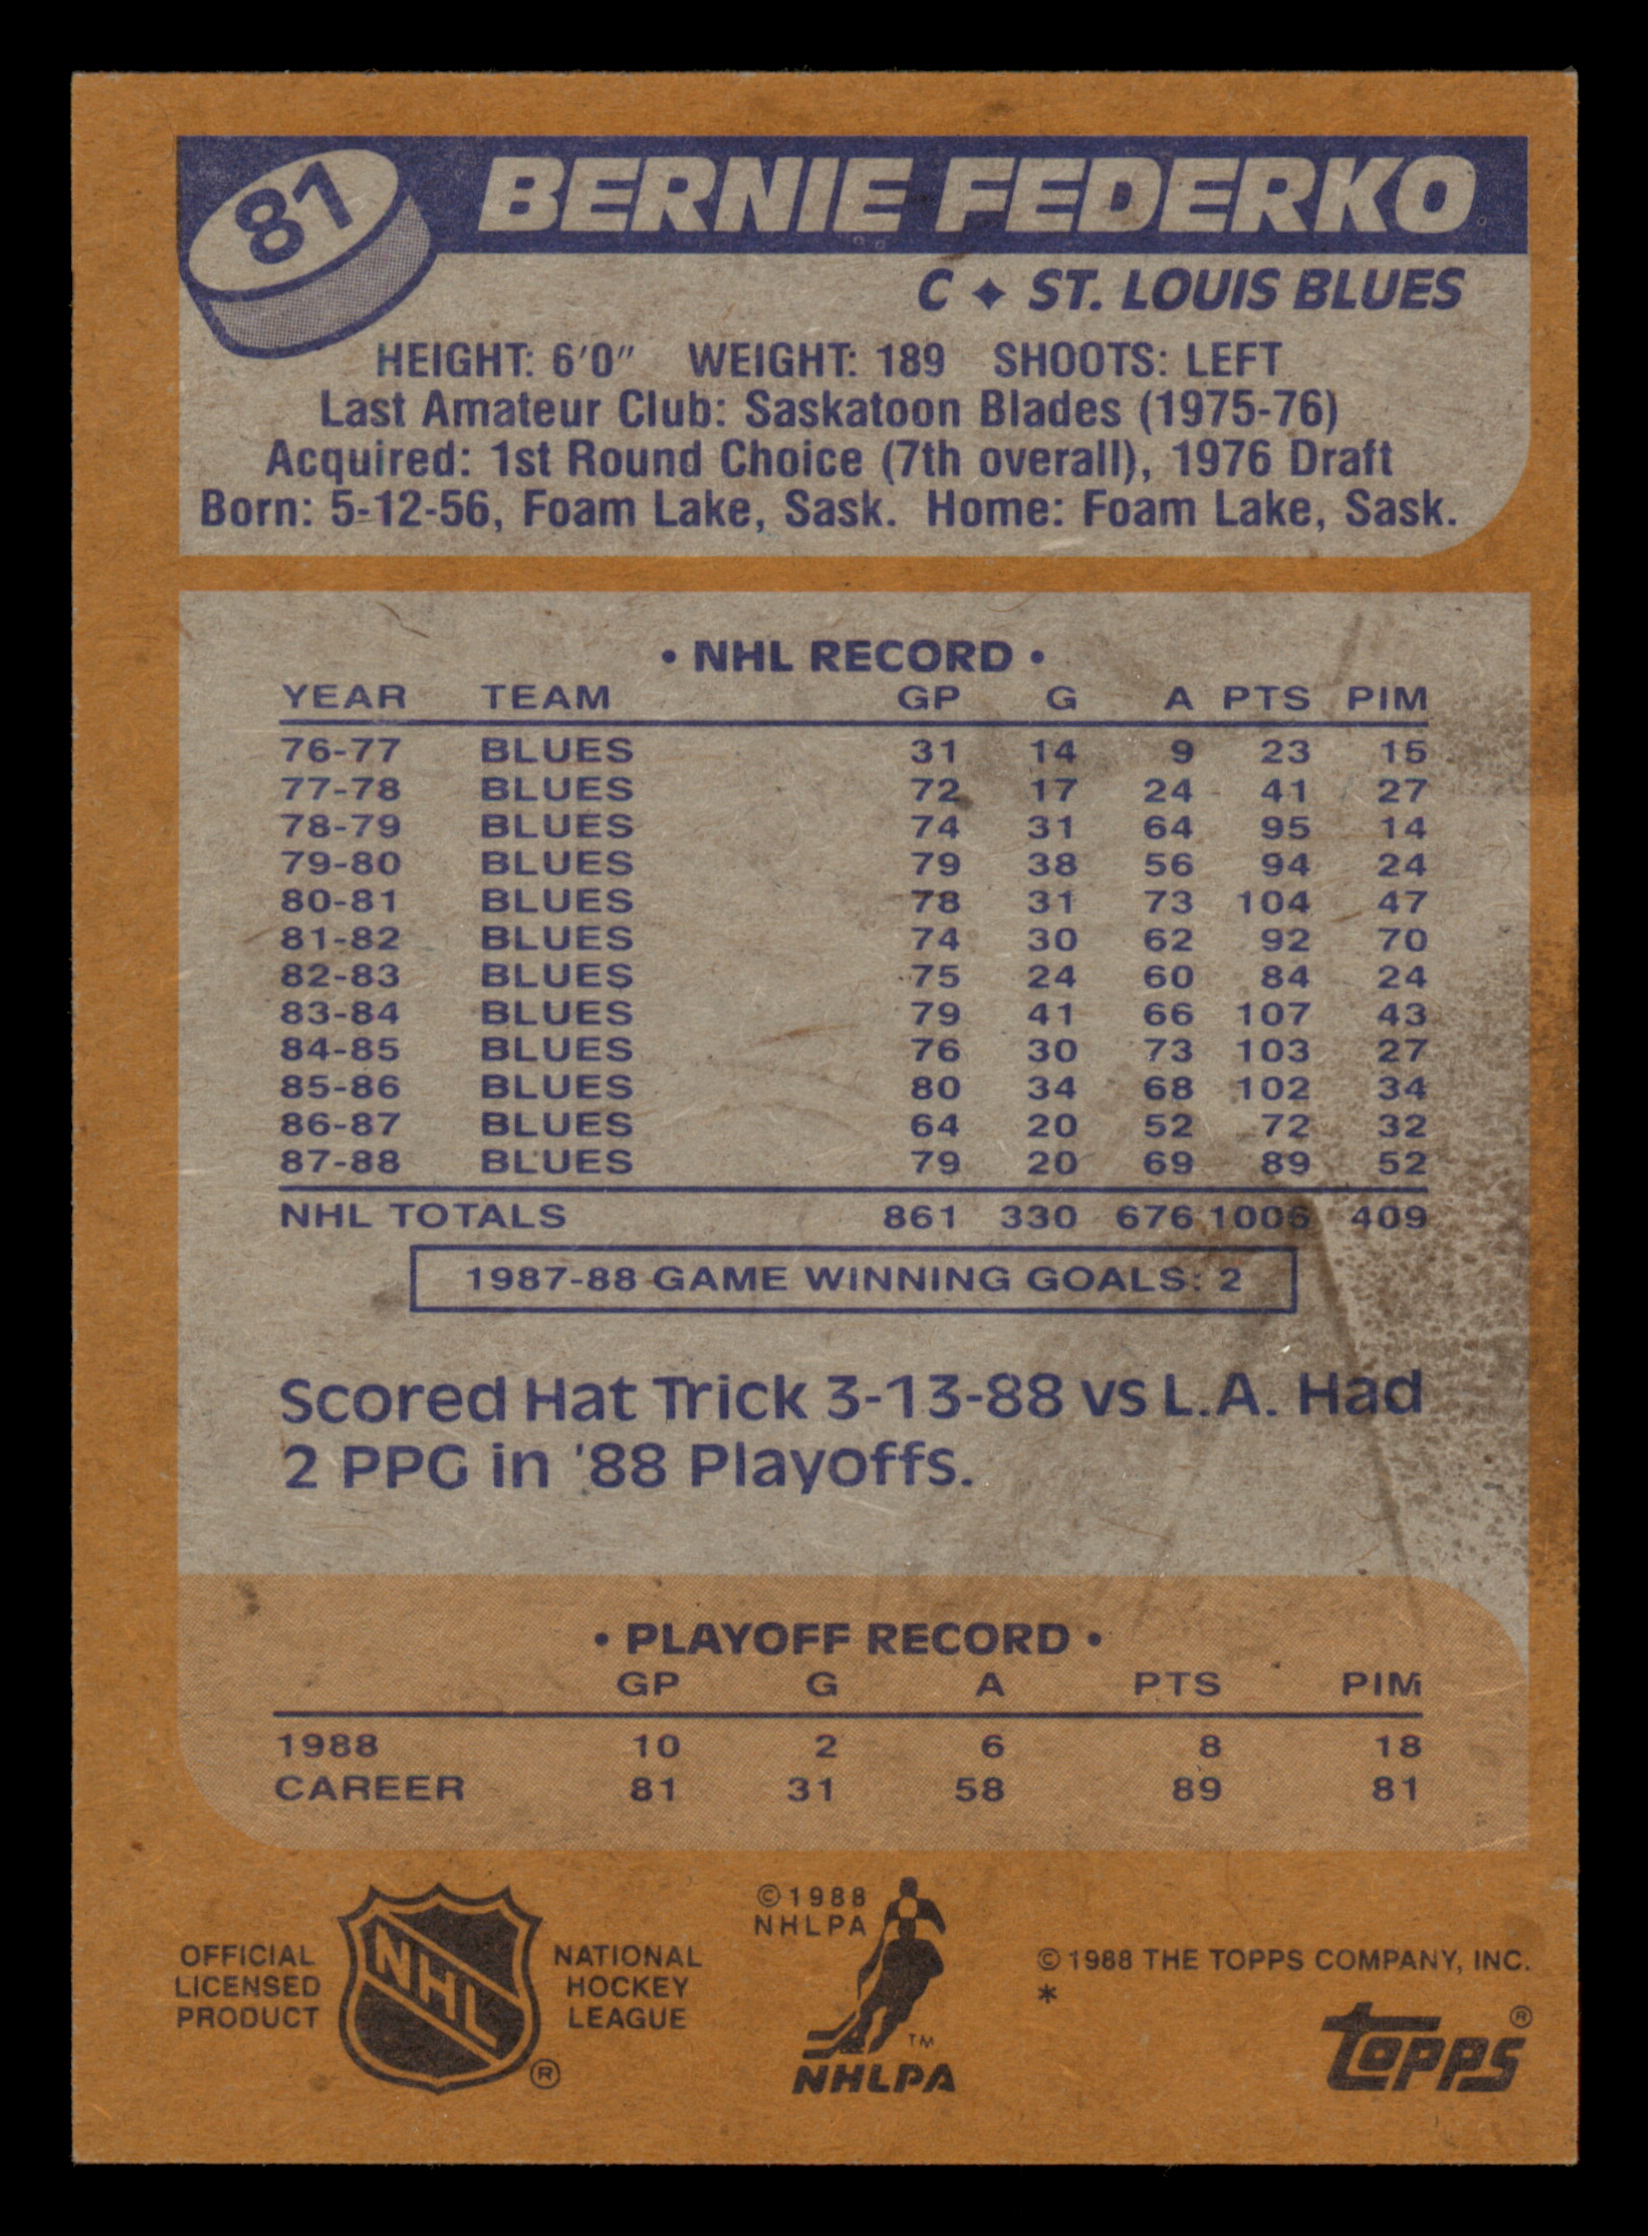 81
BERNIE FEDERKO
C ✦ ST. LOUIS BLUES
HEIGHT: 6'0" WEIGHT: 189 SHOOTS: LEFT
Last Amateur Club: Saskatoon Blades (1975-76)
Acquired: 1st Round Choice (7th overall), 1976 Draft
Born: 5-12-56, Foam Lake, Sask. Home: Foam Lake, Sask.
• NHL RECORD •
YEAR TEAM GP G A PTS PIM
76-77 BLUES 31 14 9 23 15
77-78 BLUES 72 17 24 41 27
78-79 BLUES 74 31 64 95 14
79-80 BLUES 79 38 56 94 24
80-81 BLUES 78 31 73 104 47
81-82 BLUES 74 30 62 92 70
82-83 BLUES 75 24 60 84 24
83-84 BLUES 79 41 66 107 43
84-85 BLUES 76 30 73 103 27
85-86 BLUES 80 34 68 102 34
86-87 BLUES 64 20 52 72 32
87-88 BLUES 79 20 69 89 52
NHL TOTALS 861 330 676 1006 409
1987-88 GAME WINNING GOALS: 2
Scored Hat Trick 3-13-88 vs L.A. Had
2 PPG in '88 Playoffs.
• PLAYOFF RECORD •
GP G A PTS PIM
1988 10 2 6 8 18
CAREER 81 31 58 89 81
OFFICIAL
LICENSED
PRODUCT
NHL
®
NATIONAL
HOCKEY
LEAGUE
© 1988
NHLPA
TM
NHLPA
© 1988 THE TOPPS COMPANY, INC.
*
topps®